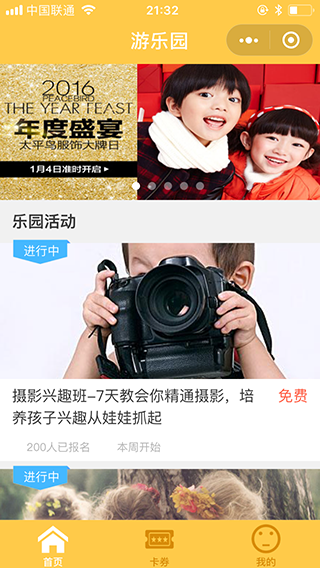 中国联通
21:32
游乐园
2016
PEACEBIRD
THE YEAR FEAST
年度盛宴
太平鸟服饰大牌日
1月4日准时开启
乐园活动
进行中
摄影兴趣班-7天教会你精通摄影，培
养孩子兴趣从娃娃抓起
免费
200人已报名
本周开始
进行中
首页
卡券
我的